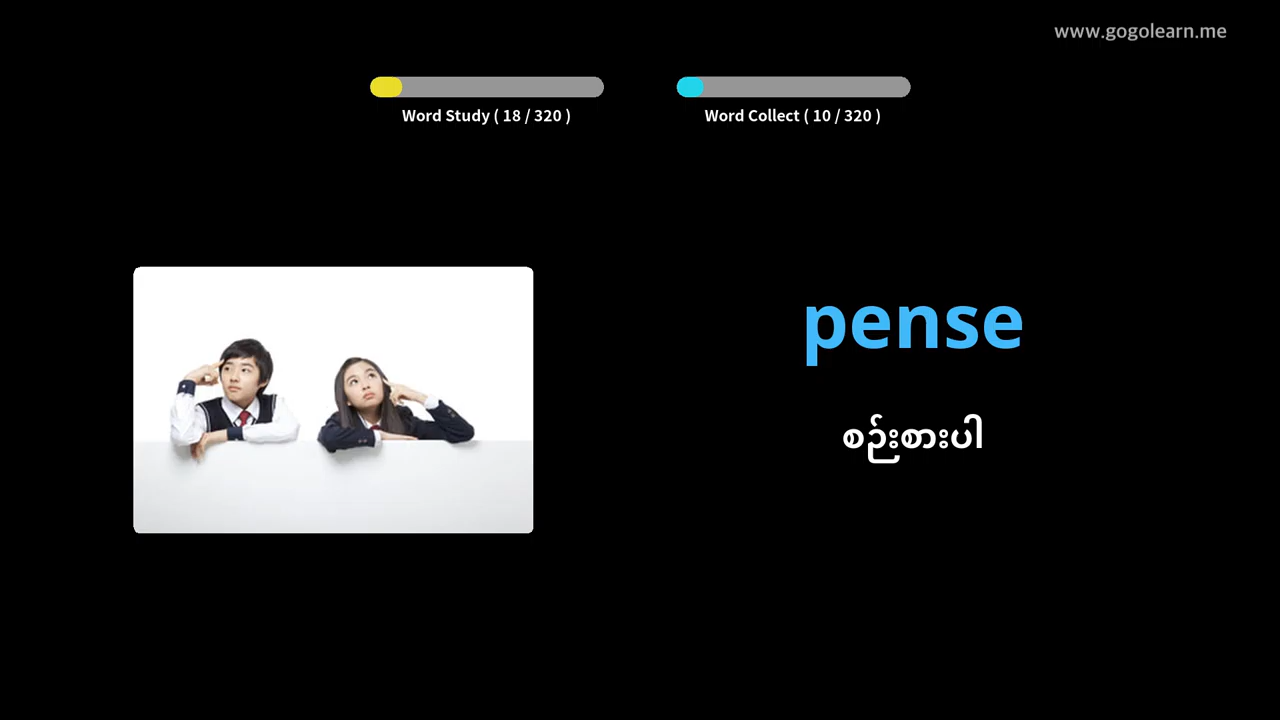 www.gogolearn.me
Word Study ( 18 / 320 )
Word Collect ( 10 / 320 )
pense
စဉ်းစားပါ